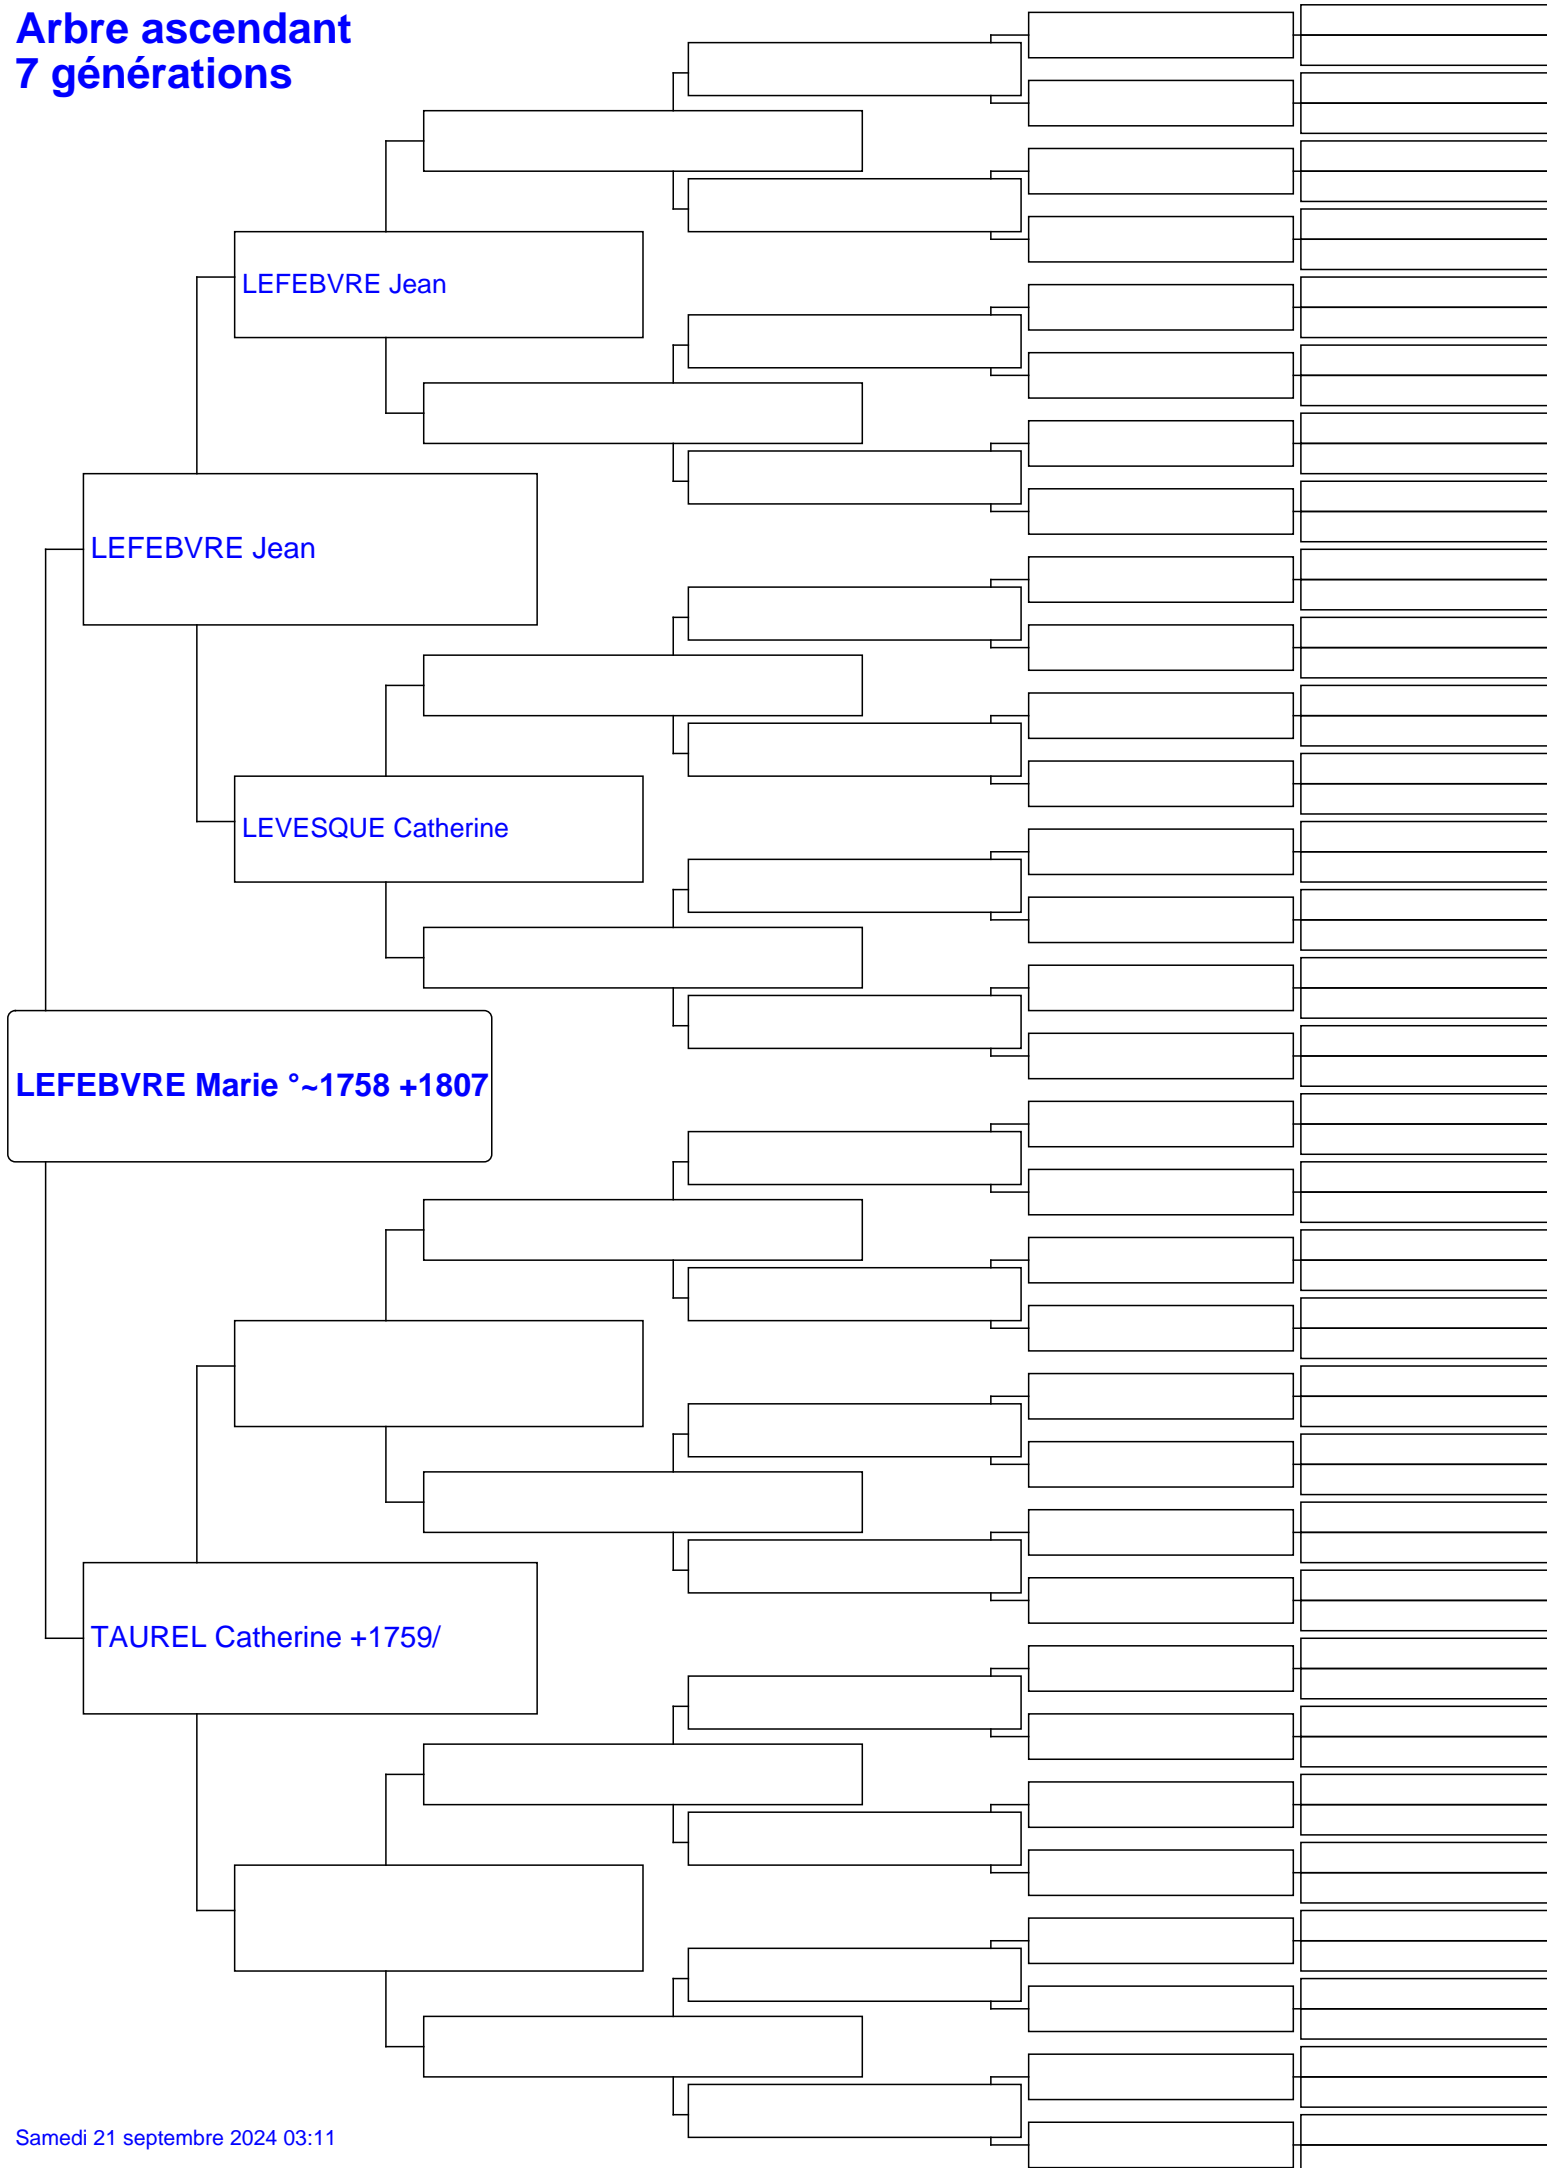 Arbre ascendant
7 générations
LEFEBVRE Jean
LEFEBVRE Jean
LEVESQUE Catherine
LEFEBVRE Marie °~1758 +1807
TAUREL Catherine +1759/
Samedi 21 septembre 2024 03:11